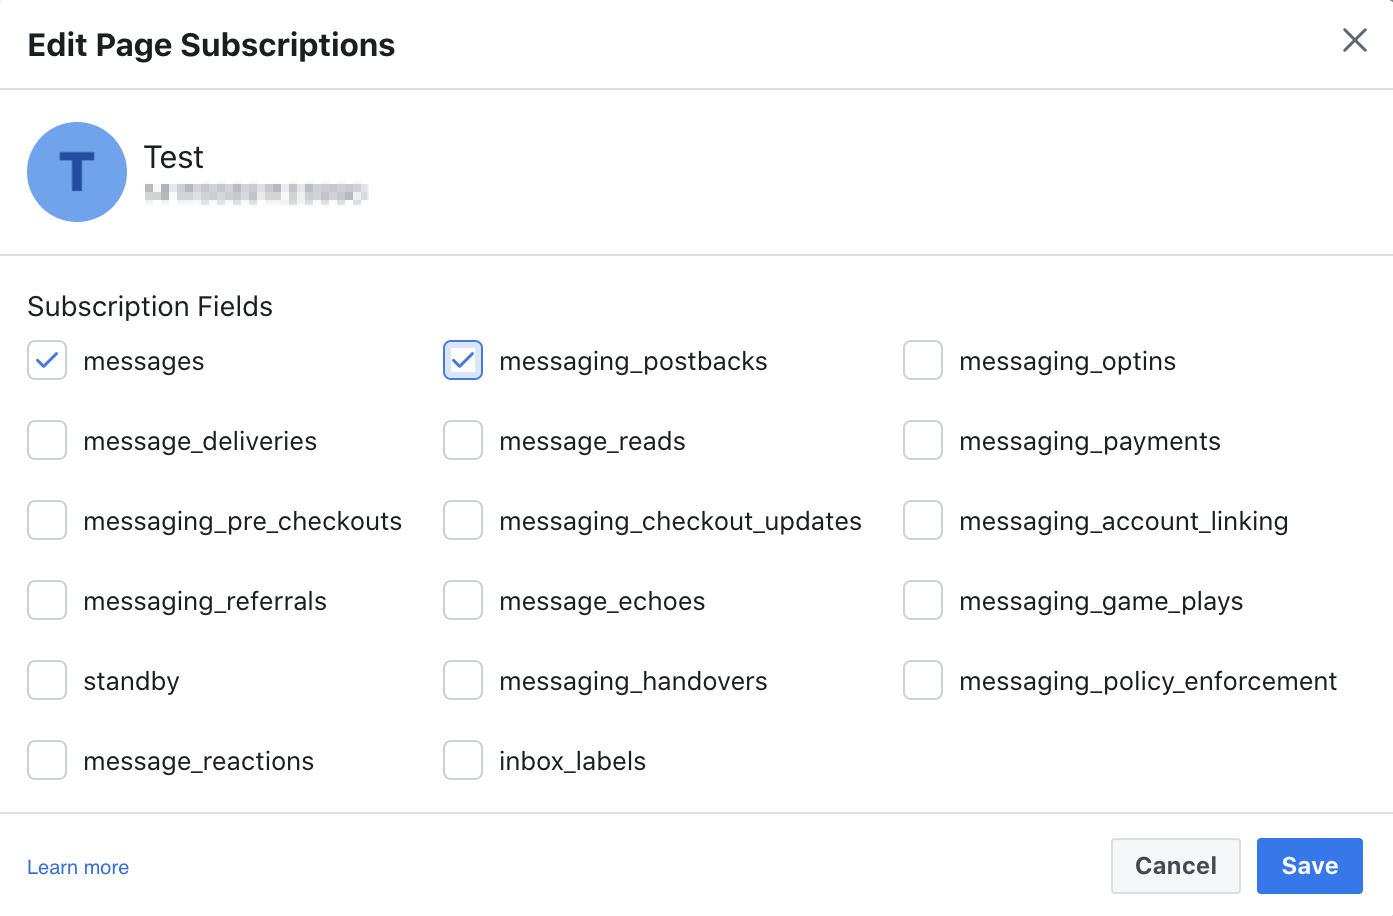 Edit Page Subscriptions
T
Test
Subscription Fields
messages messaging_postbacks messaging_optins
message_deliveries message_reads messaging_payments
messaging_pre_checkouts messaging_checkout_updates messaging_account_linking
messaging_referrals message_echoes messaging_game_plays
standby messaging_handovers messaging_policy_enforcement
message_reactions inbox_labels
Learn more Cancel Save